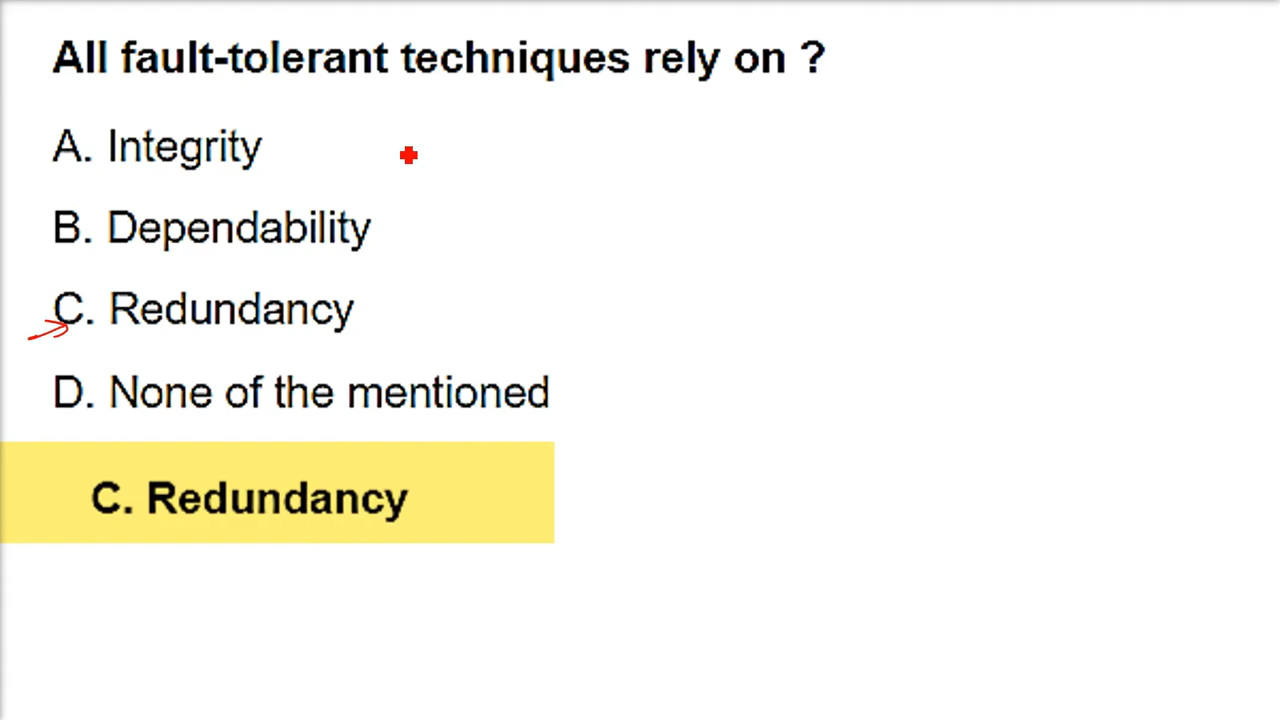 All fault-tolerant techniques rely on ?
A. Integrity
B. Dependability
C. Redundancy
D. None of the mentioned
C. Redundancy